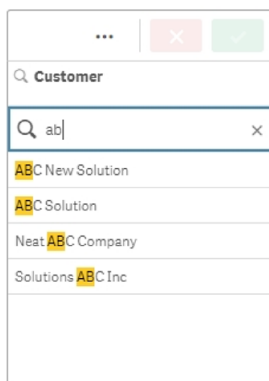 Customer
ab
ABC New Solution
ABC Solution
Neat ABC Company
Solutions ABC Inc